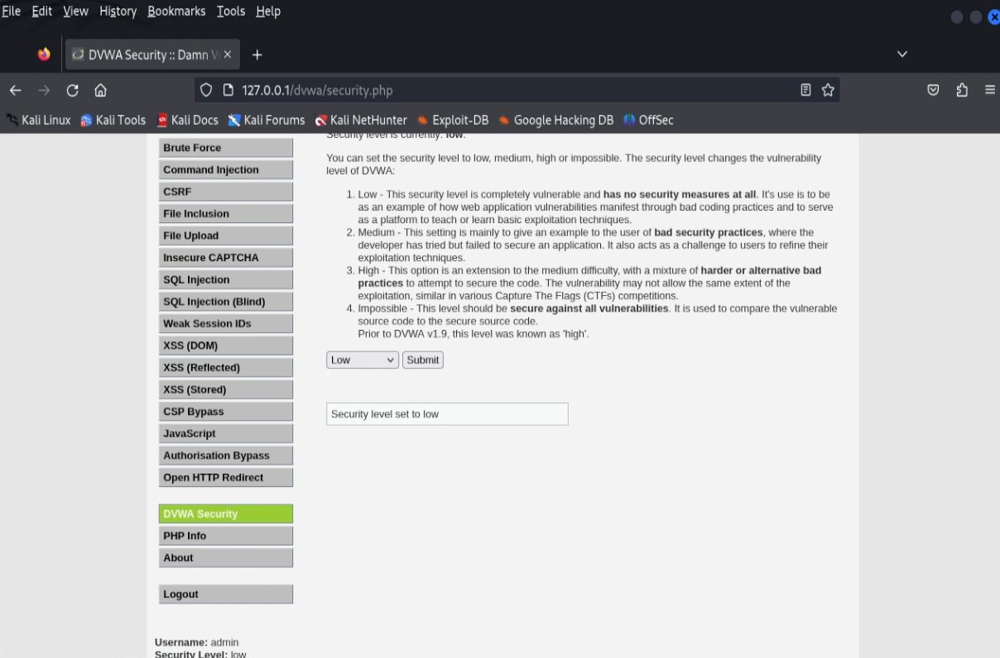 File Edit View History Bookmarks Tools Help
DVWA Security :: Damn V
127.0.0.1/dvwa/security.php
Kali Linux Kali Tools Kali Docs Kali Forums Kali NetHunter Exploit-DB Google Hacking DB OffSec
Security level is currently: low.
Brute Force
Command Injection
CSRF
File Inclusion
File Upload
Insecure CAPTCHA
SQL Injection
SQL Injection (Blind)
Weak Session IDs
XSS (DOM)
XSS (Reflected)
XSS (Stored)
CSP Bypass
JavaScript
Authorisation Bypass
Open HTTP Redirect
DVWA Security
PHP Info
About
Logout
You can set the security level to low, medium, high or impossible. The security level changes the vulnerability
level of DVWA:
1. Low - This security level is completely vulnerable and has no security measures at all. It's use is to be
as an example of how web application vulnerabilities manifest through bad coding practices and to serve
as a platform to teach or learn basic exploitation techniques.
2. Medium - This setting is mainly to give an example to the user of bad security practices, where the
developer has tried but failed to secure an application. It also acts as a challenge to users to refine their
exploitation techniques.
3. High - This option is an extension to the medium difficulty, with a mixture of harder or alternative bad
practices to attempt to secure the code. The vulnerability may not allow the same extent of the
exploitation, similar in various Capture The Flags (CTFs) competitions.
4. Impossible - This level should be secure against all vulnerabilities. It is used to compare the vulnerable
source code to the secure source code.
Prior to DVWA v1.9, this level was known as 'high'.
Low Submit
Security level set to low
Username: admin
Security Level: low